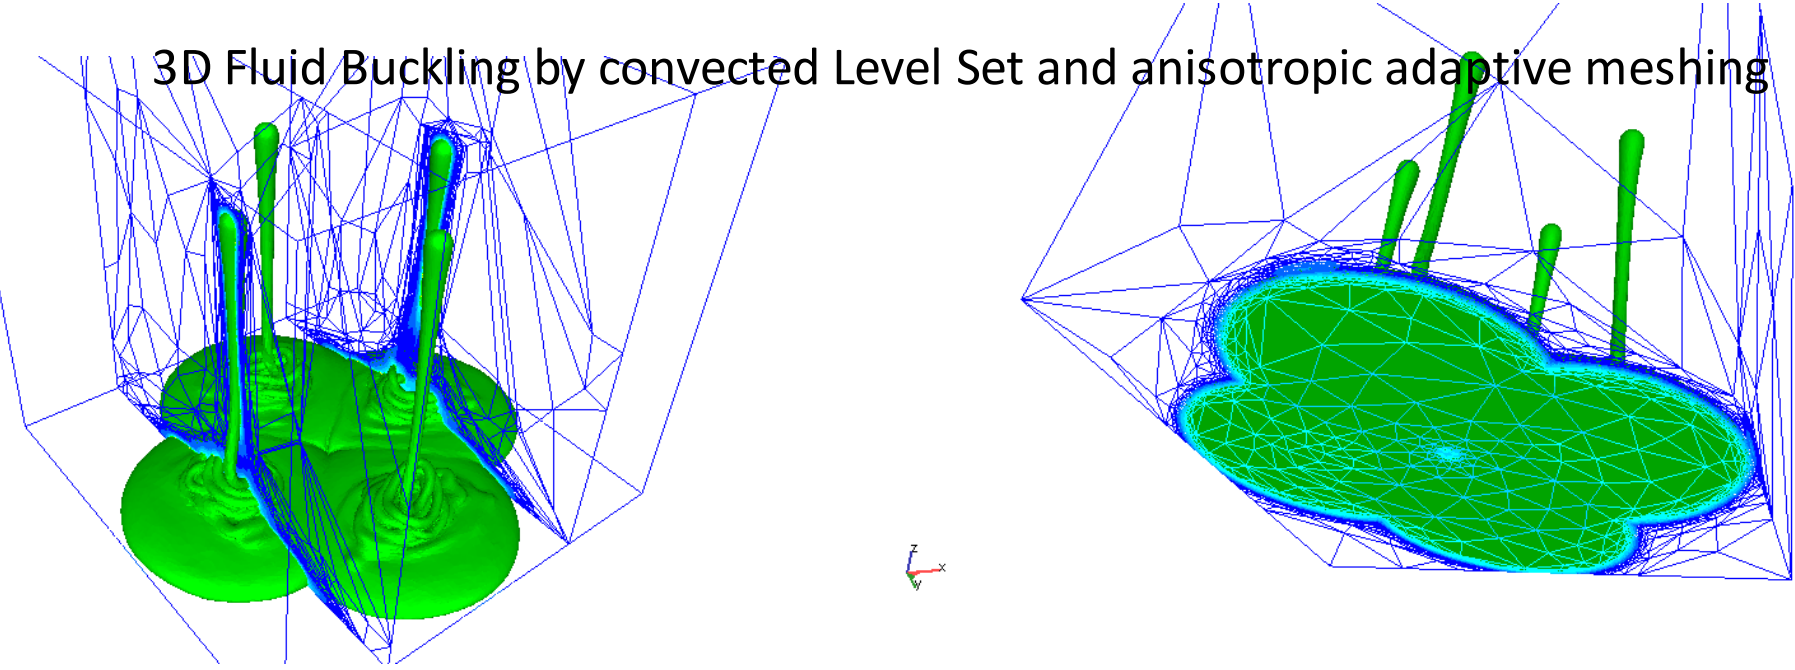 3D Fluid Buckling by convected Level Set and anisotropic adaptive meshing
z
x
y